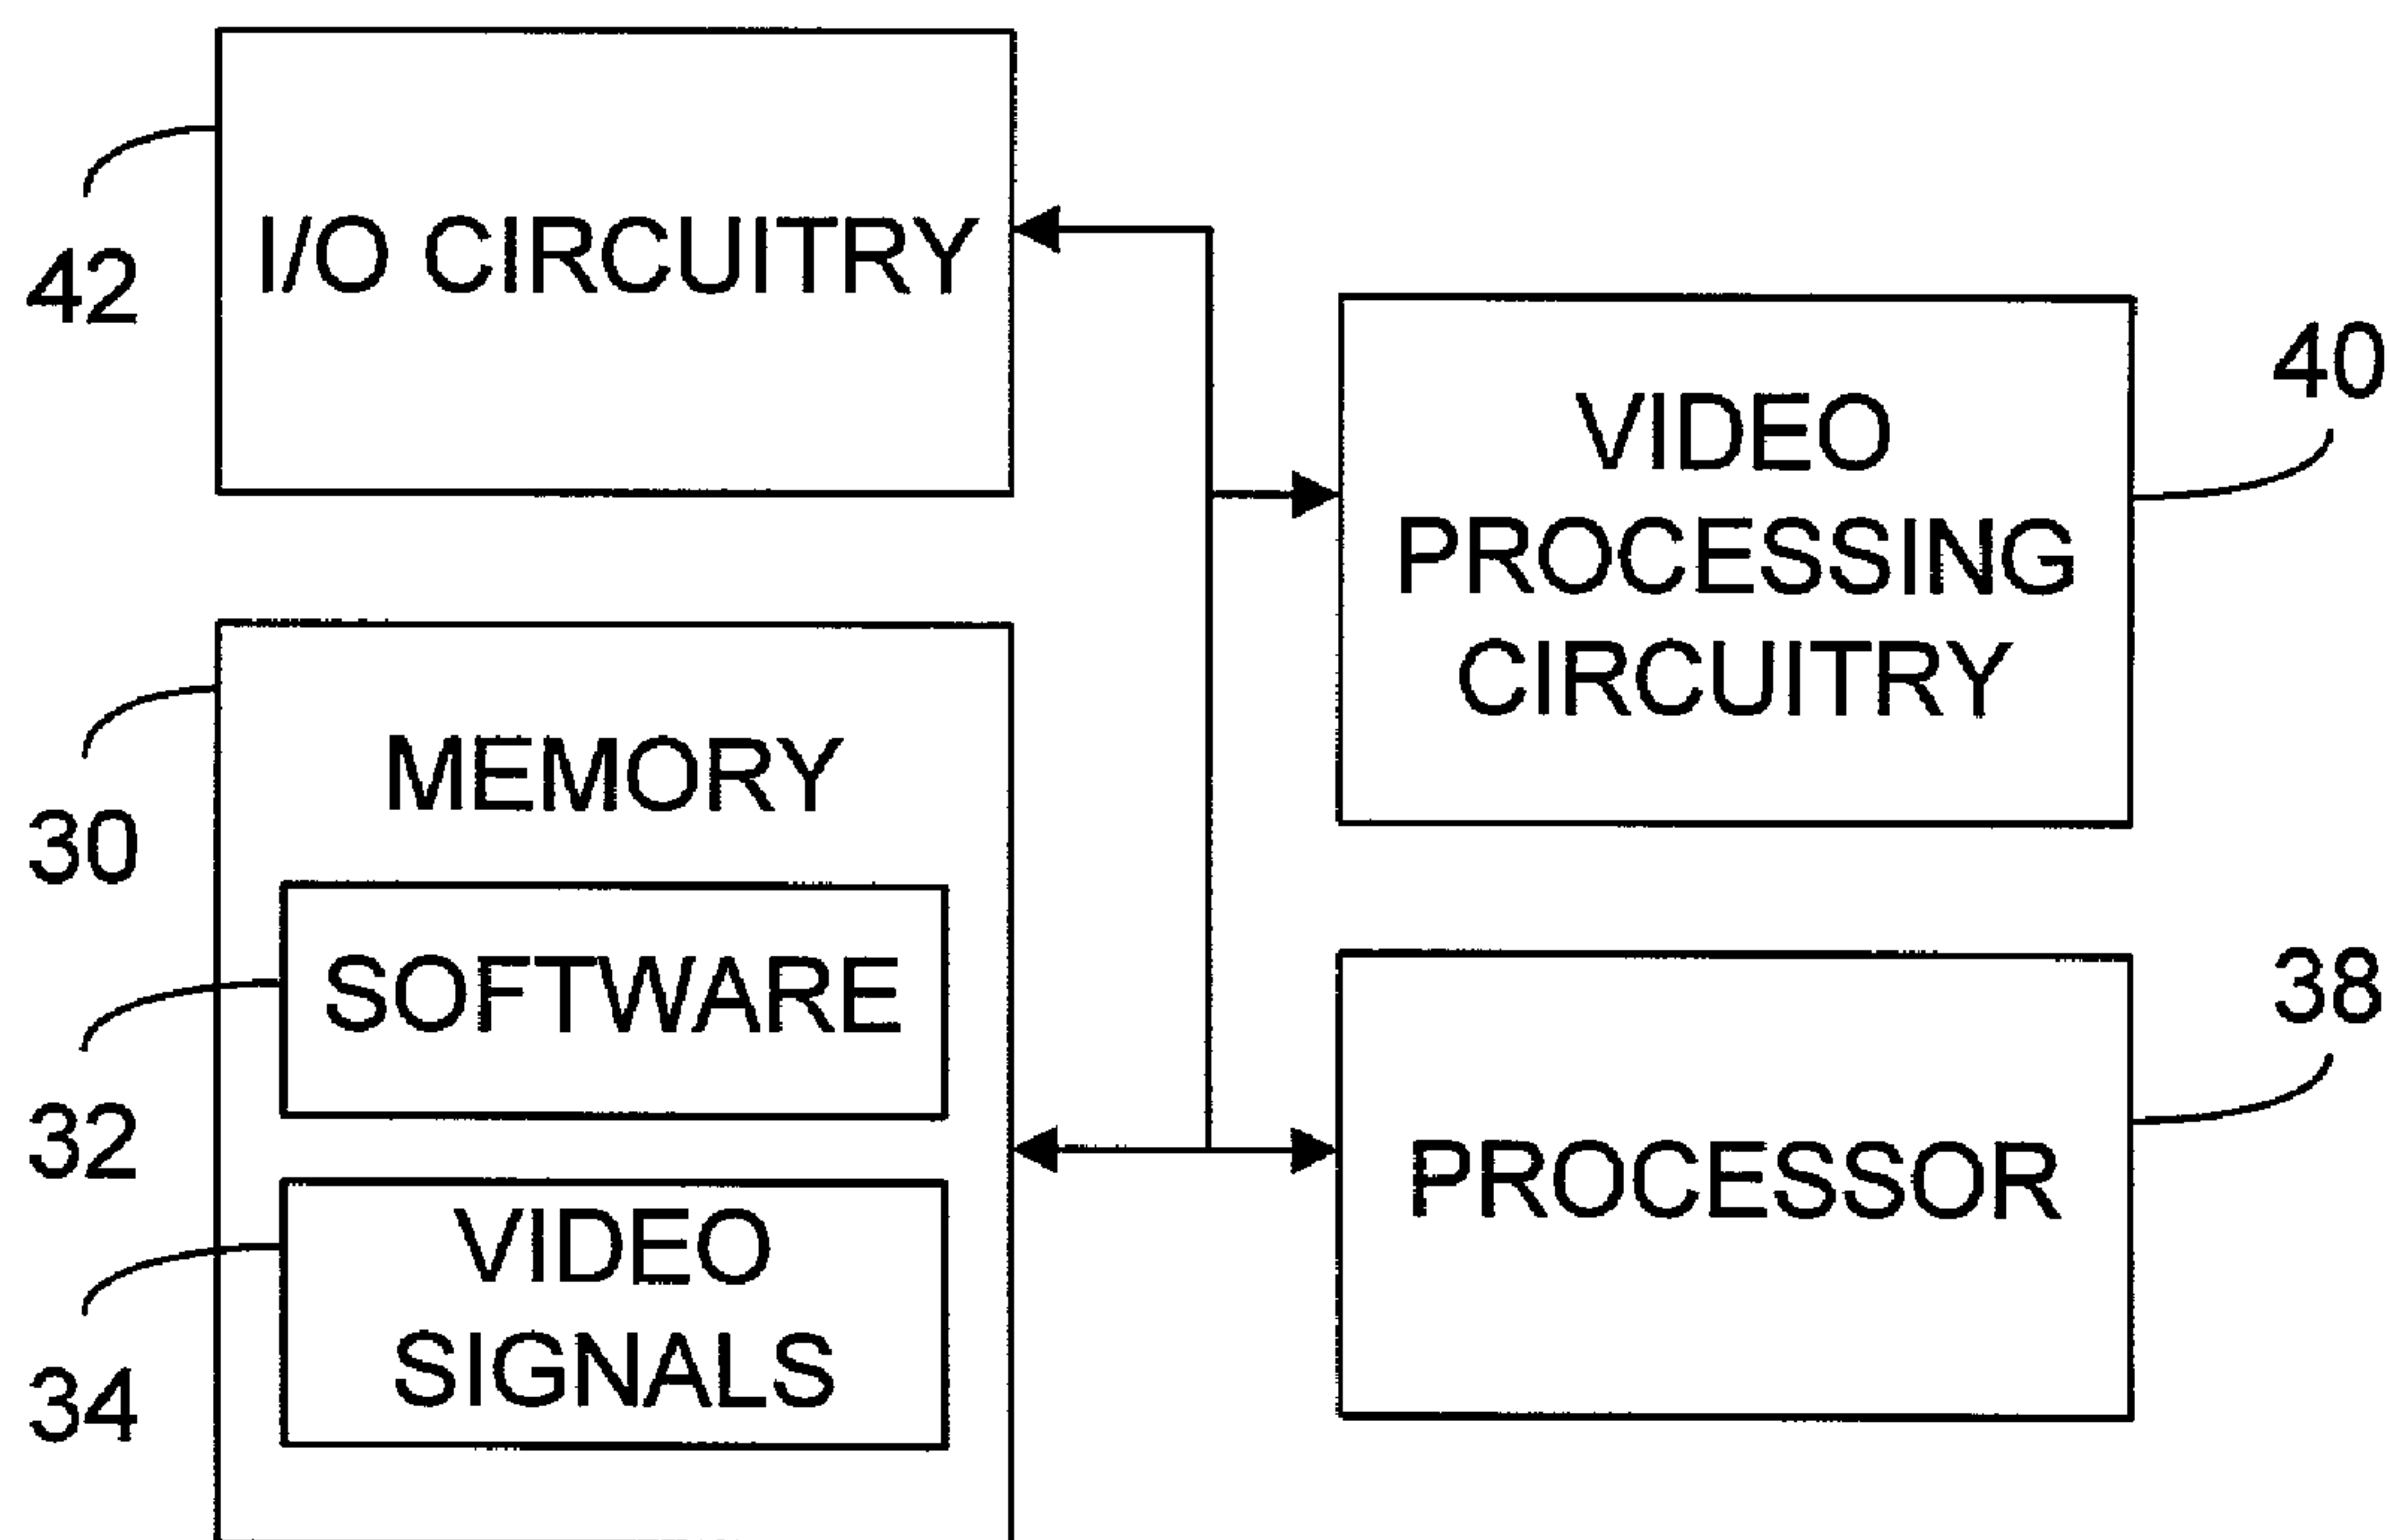 I/O CIRCUITRY
42
VIDEO
PROCESSING
CIRCUITRY
40
MEMORY
30
SOFTWARE
32
VIDEO
SIGNALS
34
PROCESSOR
38